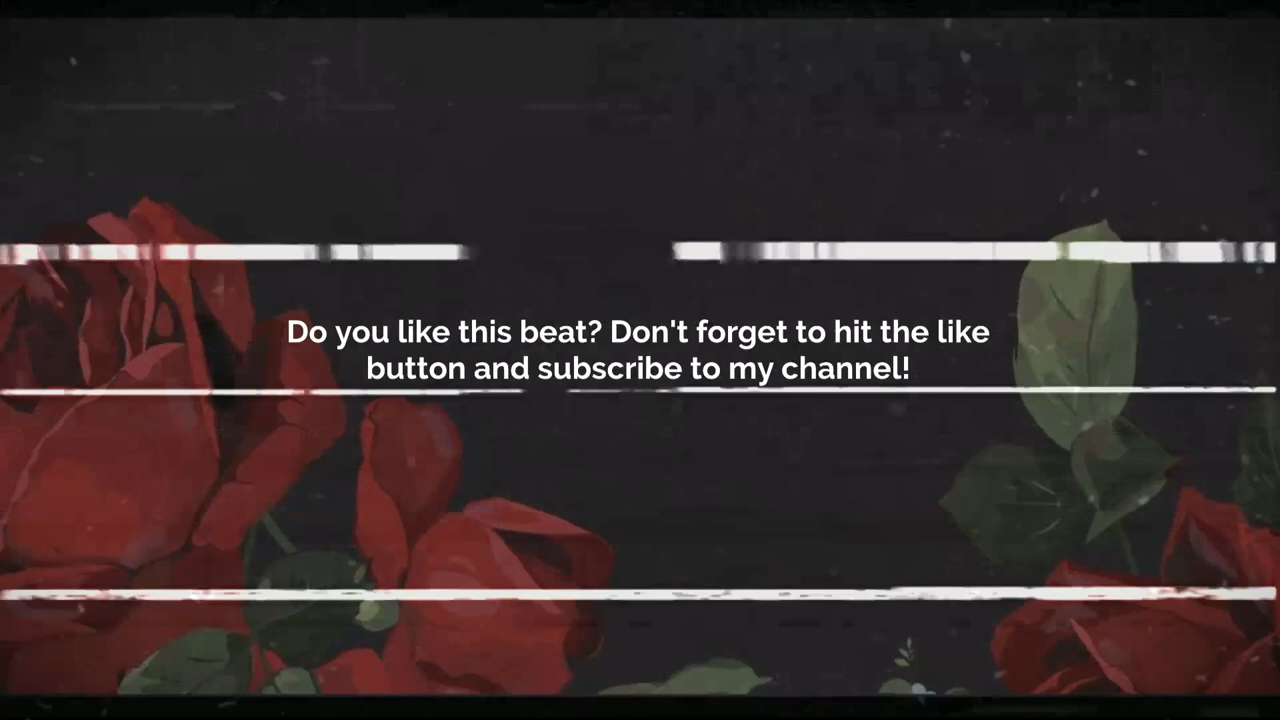 Do you like this beat? Don't forget to hit the like
button and subscribe to my channel!